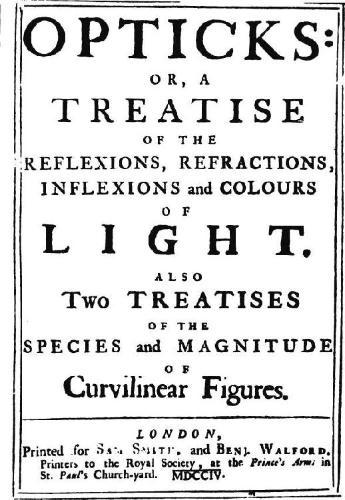 OPTICKS:
OR, A
TREATISE
OF THE
REFLEXIONS, REFRACTIONS,
INFLEXIONS and COLOURS
OF
LIGHT.
ALSO
Two TREATISES
OF THE
SPECIES and MAGNITUDE
OF
Curvilinear Figures.
LONDON,
Printed for SAM. SMITH, and BENJ. WALFORD,
Printers to the Royal Society, at the Prince's Arms in
St. Paul's Church-yard. MDCCIV.